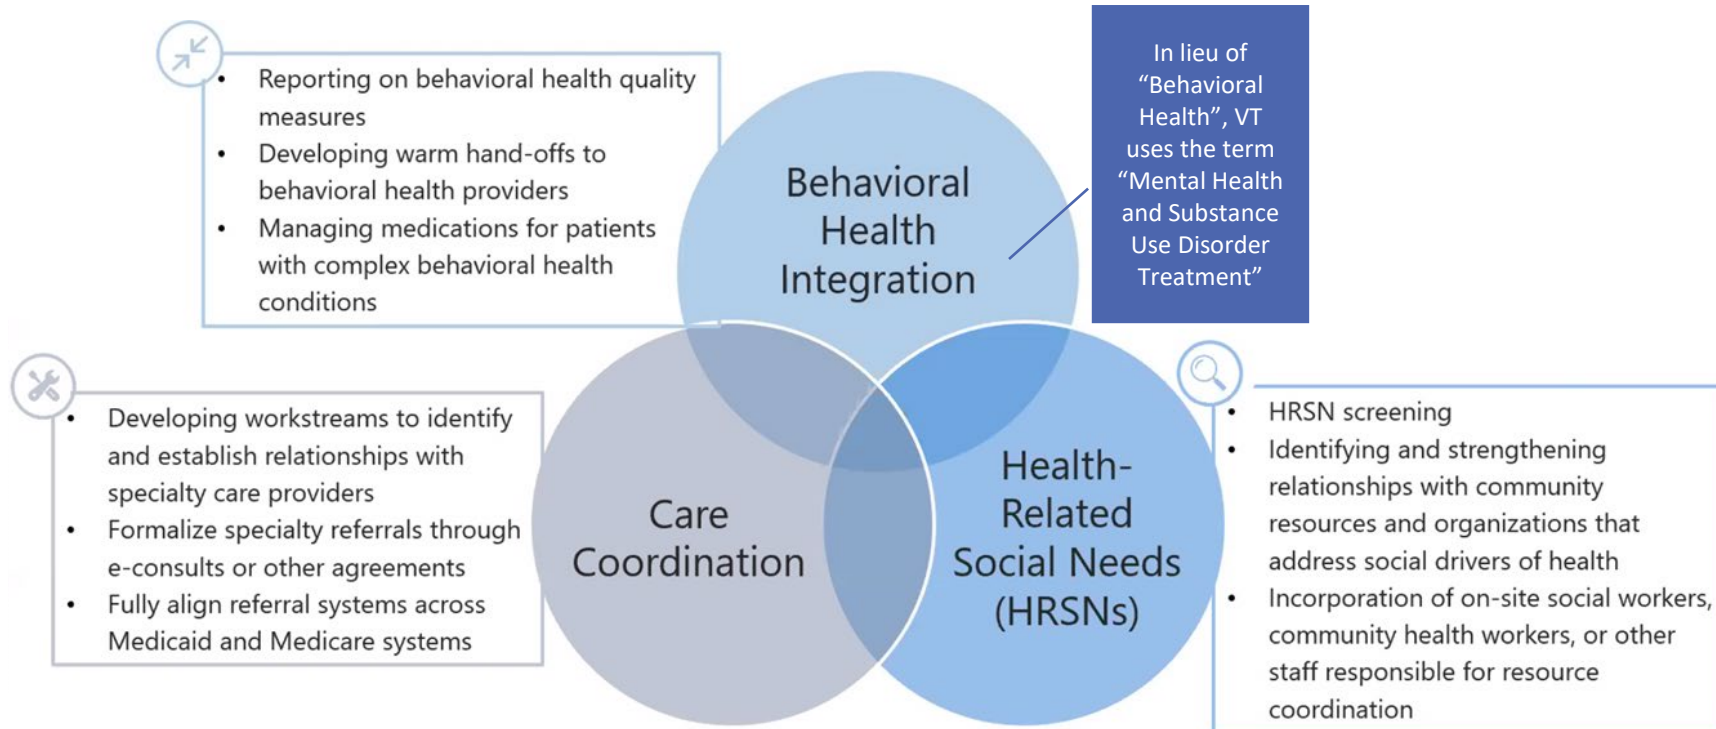 • Reporting on behavioral health quality
measures
• Developing warm hand-offs to
behavioral health providers
• Managing medications for patients
with complex behavioral health
conditions
Behavioral
Health
Integration
In lieu of
“Behavioral
Health”, VT
uses the term
“Mental Health
and Substance
Use Disorder
Treatment”
• Developing workstreams to identify
and establish relationships with
specialty care providers
• Formalize specialty referrals through
e-consults or other agreements
• Fully align referral systems across
Medicaid and Medicare systems
Care
Coordination
Health-
Related
Social Needs
(HRSNs)
• HRSN screening
• Identifying and strengthening
relationships with community
resources and organizations that
address social drivers of health
• Incorporation of on-site social workers,
community health workers, or other
staff responsible for resource
coordination